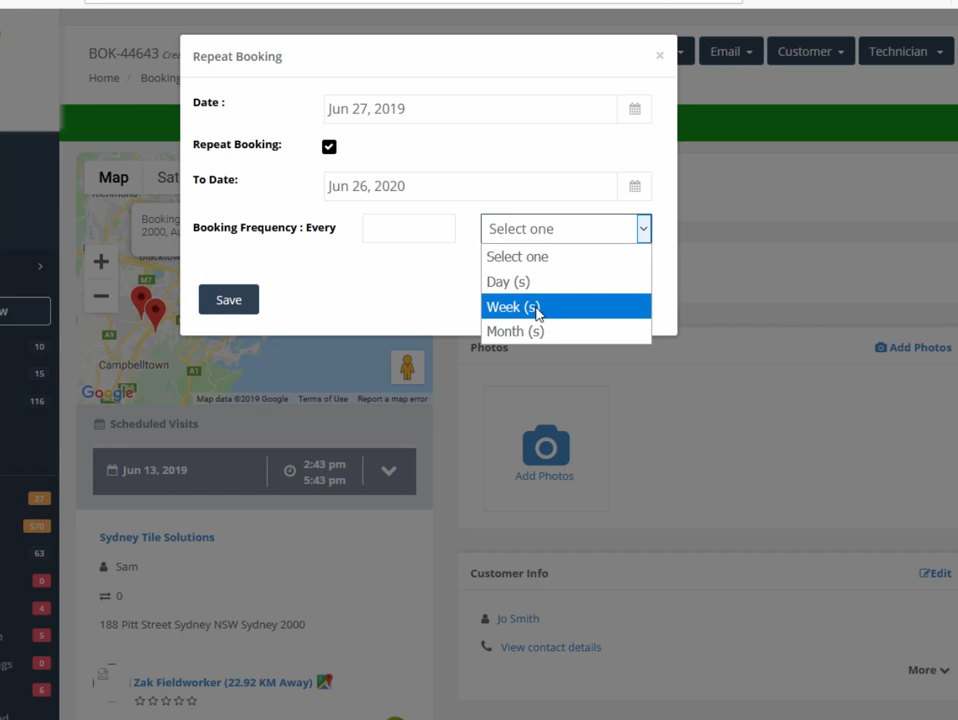 BOK-44643
Repeat Booking
×
Email
Customer
Technician
Home / Booking
Date :
Jun 27, 2019
Repeat Booking:
To Date:
Jun 26, 2020
Booking Frequency : Every
Select one
Select one
Day (s)
Week (s)
Month (s)
Save
Map
Booking
2000,
M7
A9
A1
Campbelltown
Google
Map data ©2019 Google
Terms of Use
Report a map error
10
15
116
27
570
63
0
4
5
0
6
Photos
Add Photos
Add Photos
Scheduled Visits
Jun 13, 2019
2:43 pm
5:43 pm
Sydney Tile Solutions
Sam
0
188 Pitt Street Sydney NSW Sydney 2000
Zak Fieldworker (22.92 KM Away)
Customer Info
Edit
Jo Smith
View contact details
More